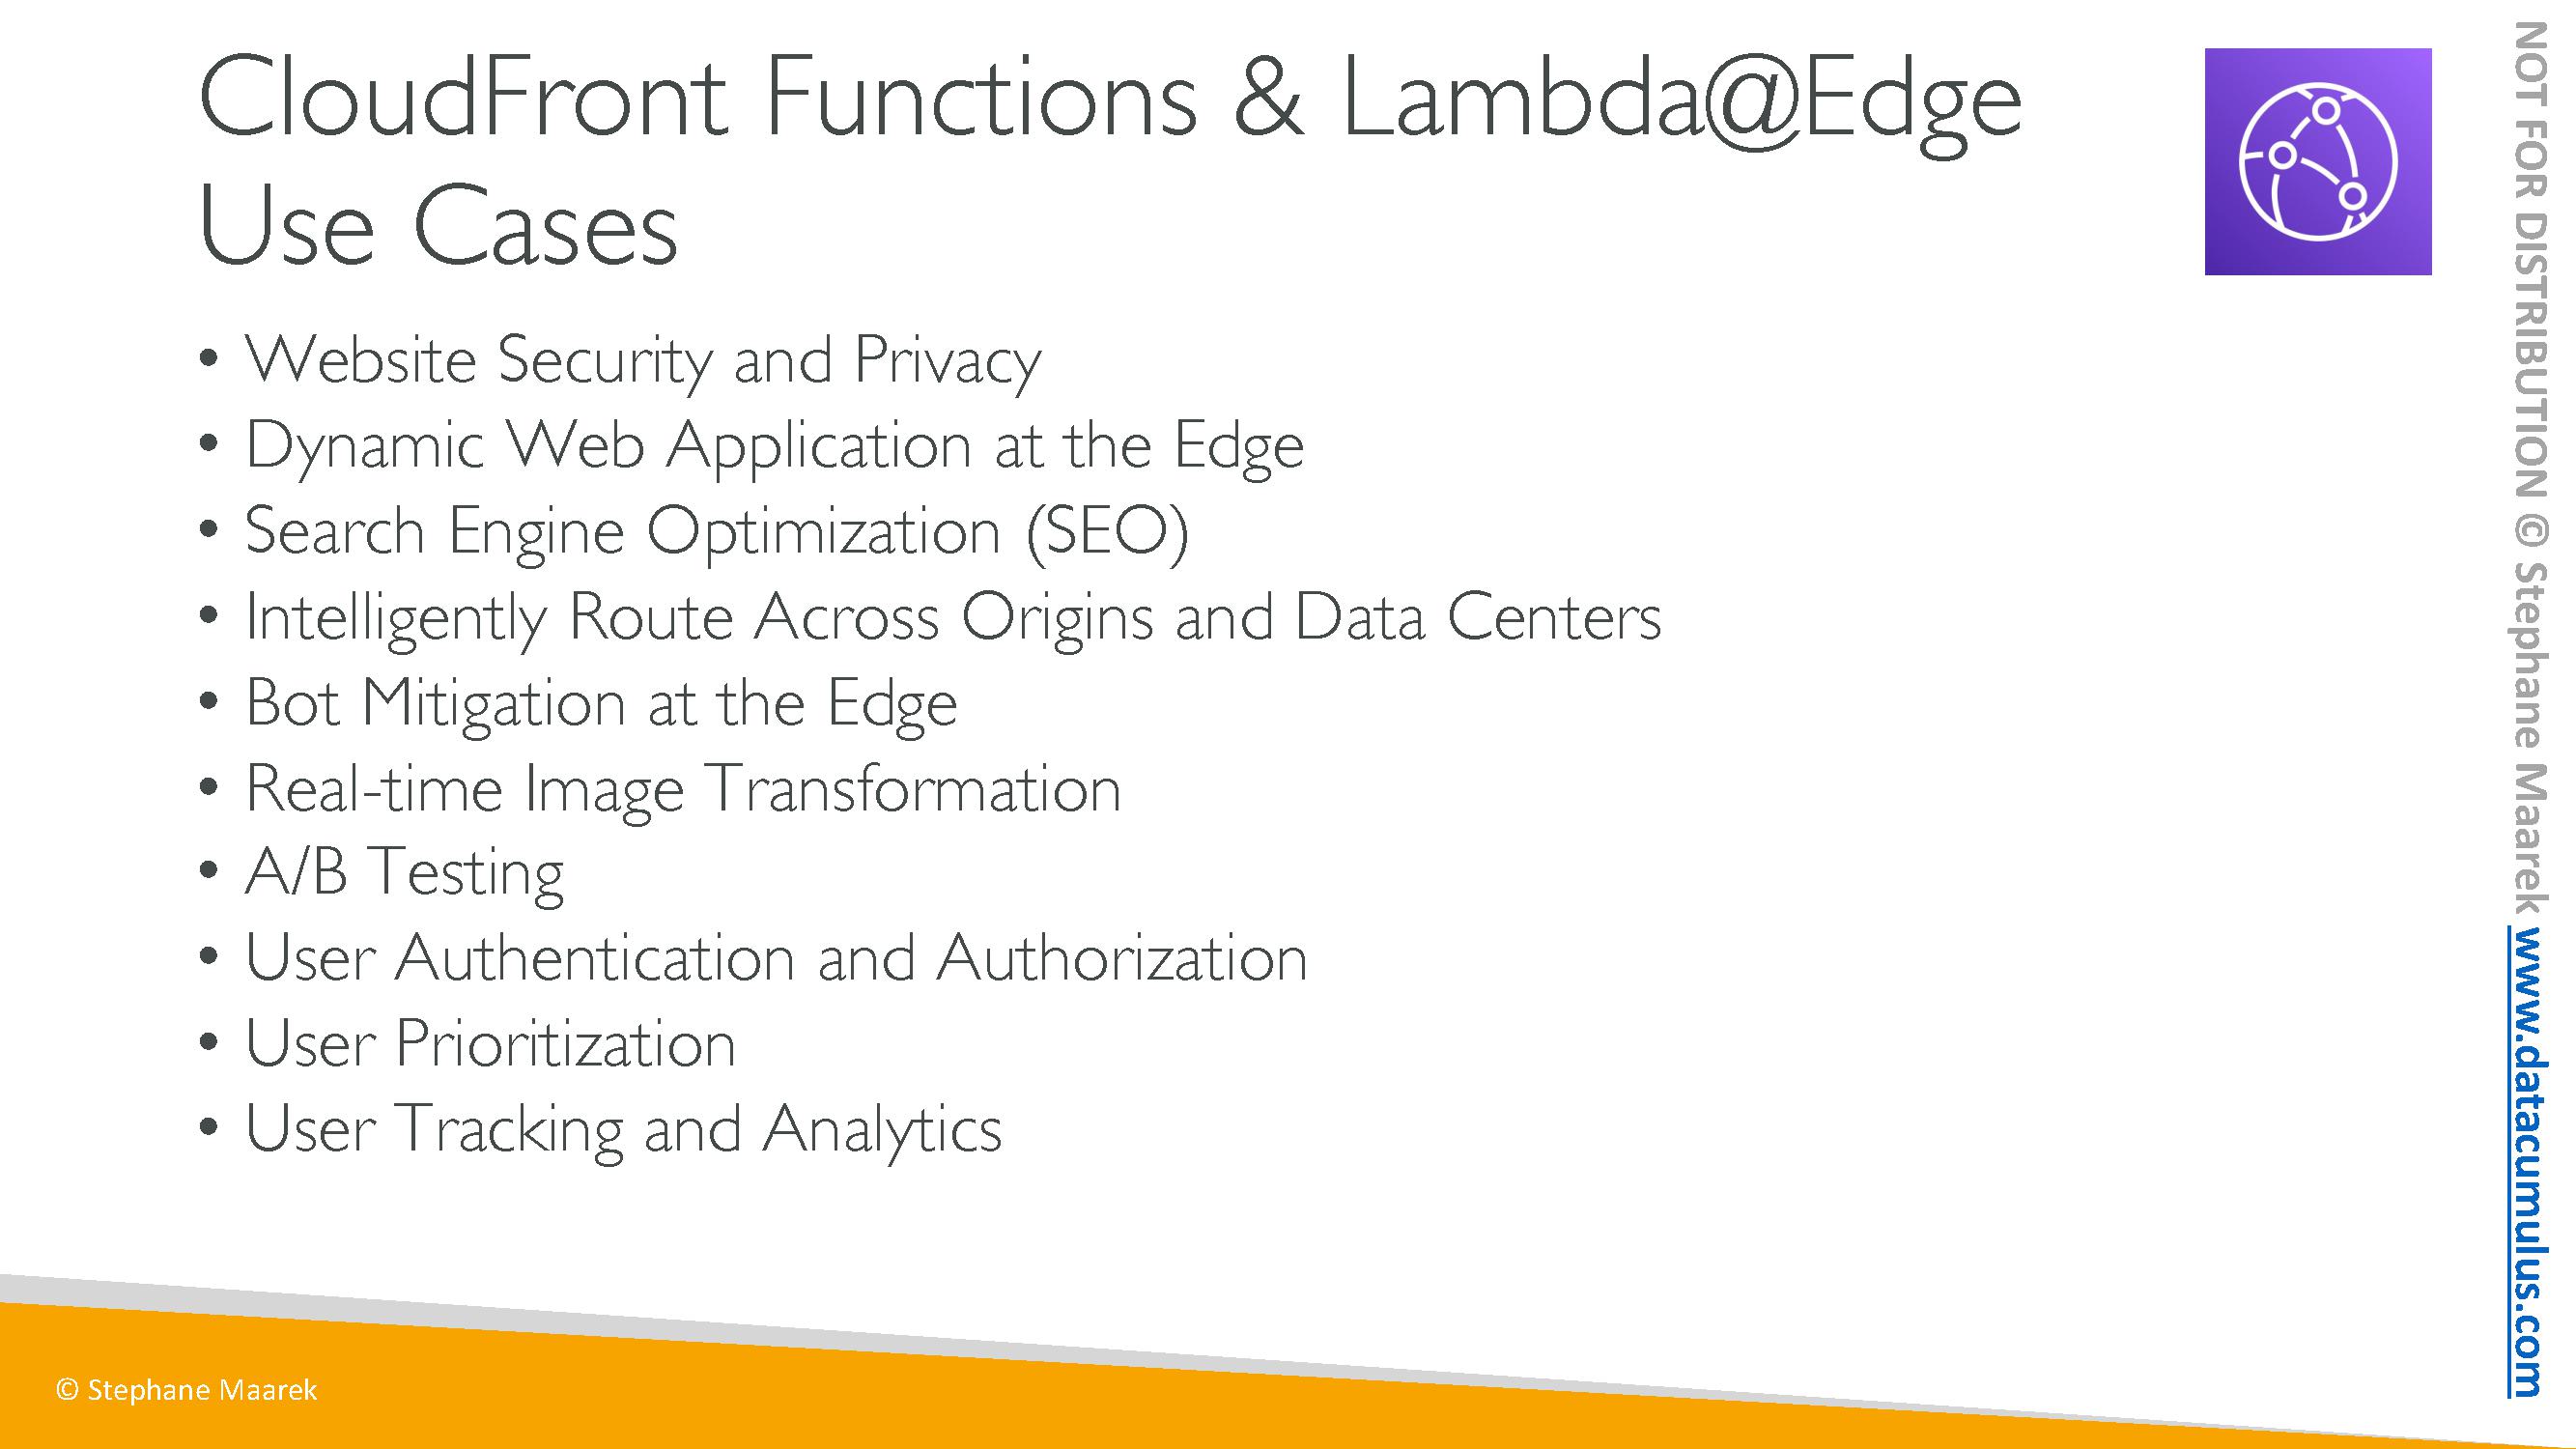 CloudFront Functions & Lambda@Edge
Use Cases
• Website Security and Privacy
• Dynamic Web Application at the Edge
• Search Engine Optimization (SEO)
• Intelligently Route Across Origins and Data Centers
• Bot Mitigation at the Edge
• Real-time Image Transformation
• A/B Testing
• User Authentication and Authorization
• User Prioritization
• User Tracking and Analytics
© Stephane Maarek
NOT FOR DISTRIBUTION © Stephane Maarek www.datacumulus.com